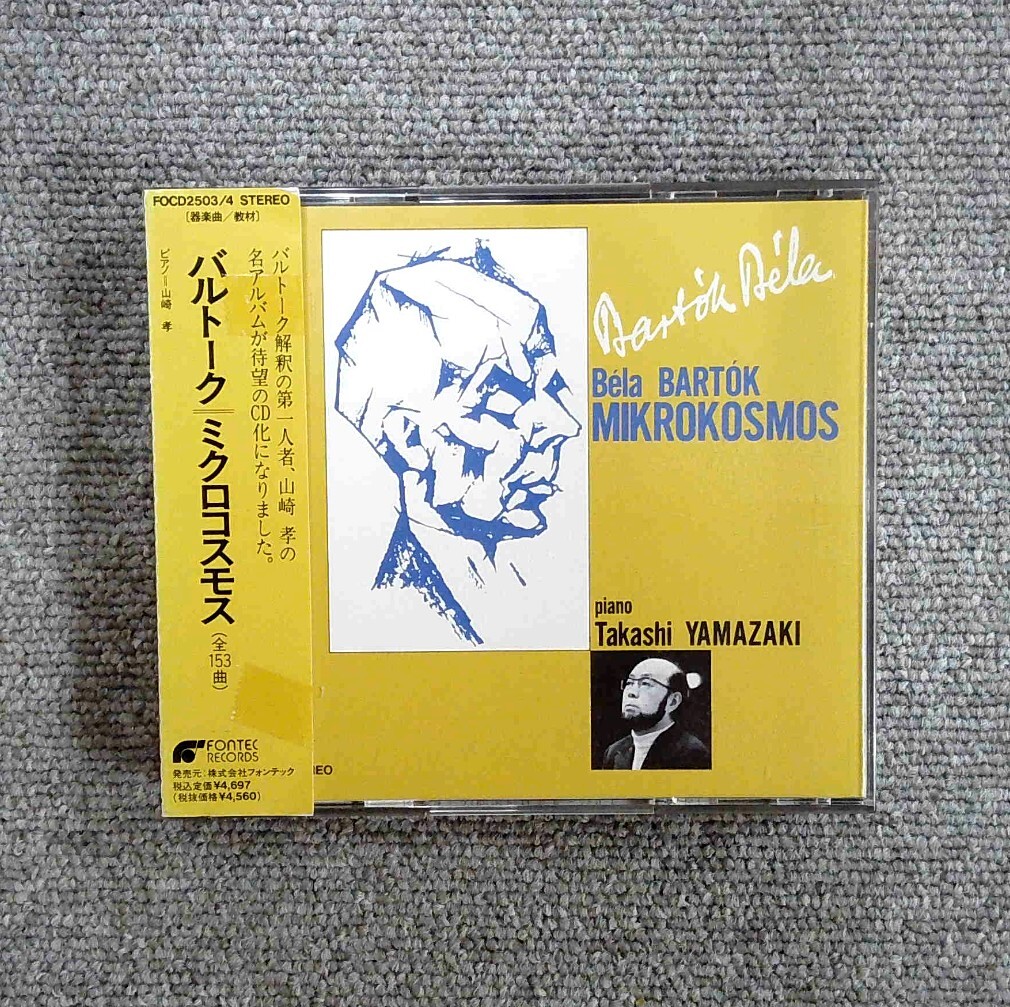 FOCD2503/4 STEREO
[器楽曲/教材]
バルトーク解釈の第一人者、山崎 孝の
名アルバムが待望のCD化になりました。
バルトーク=ミクロコスモス(全153曲)
ピアノ=山崎 孝
FONTEC
RECORDS
発売元:株式会社フォンテック
税込定価¥4,697
(税抜価格¥4,560)
Bartók Béla
Béla BARTÓK
MIKROKOSMOS
piano
Takashi YAMAZAKI